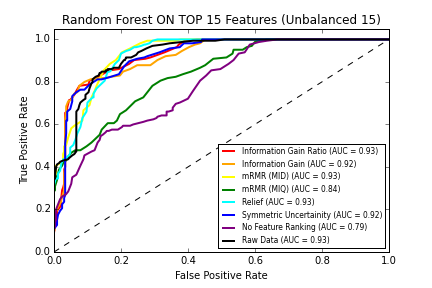 Random Forest ON TOP 15 Features (Unbalanced 15)
1.0
0.8
0.6
0.4
0.2
0.0
True Positive Rate
Information Gain Ratio (AUC = 0.93)
Information Gain (AUC = 0.92)
mRMR (MID) (AUC = 0.93)
mRMR (MIQ) (AUC = 0.84)
Relief (AUC = 0.93)
Symmetric Uncertainity (AUC = 0.92)
No Feature Ranking (AUC = 0.79)
Raw Data (AUC = 0.93)
0.0 0.2 0.4 0.6 0.8 1.0
False Positive Rate